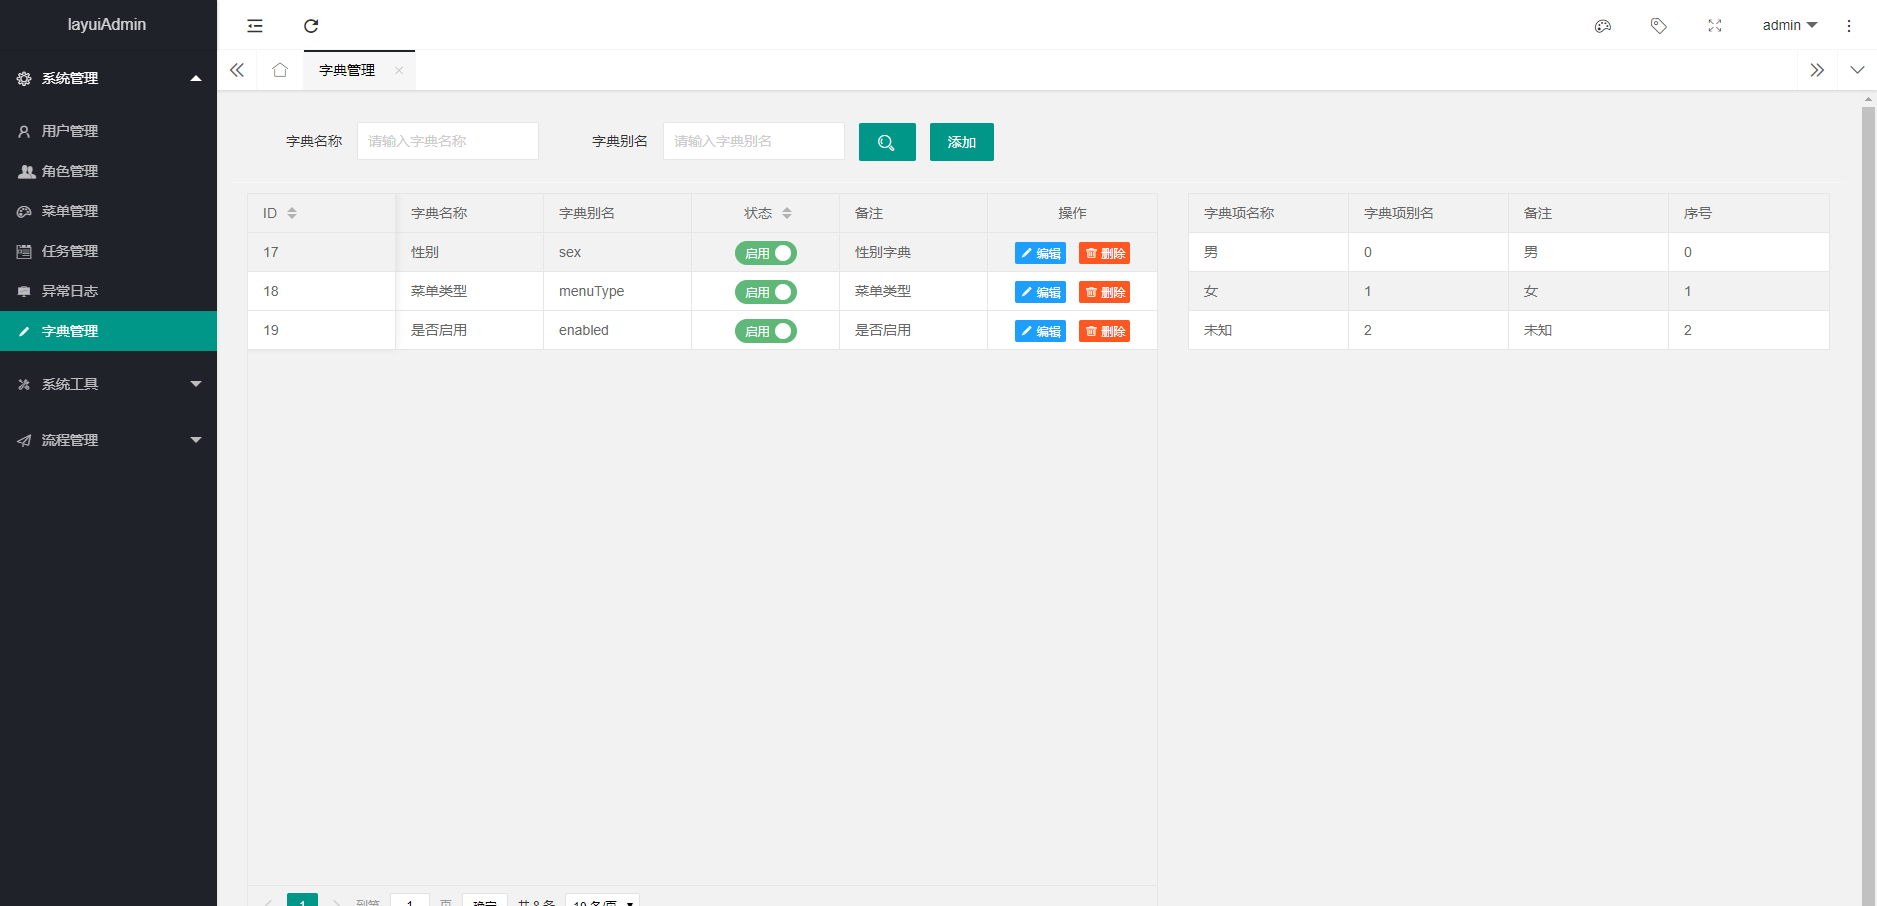 layuiAdmin
系统管理
用户管理
角色管理
菜单管理
任务管理
异常日志
字典管理
系统工具
流程管理
admin
字典管理
字典名称 请输入字典名称 字典别名 请输入字典别名 添加
ID 字典名称 字典别名 状态 备注 操作
17 性别 sex 启用 性别字典 编辑 删除
18 菜单类型 menuType 启用 菜单类型 编辑 删除
19 是否启用 enabled 启用 是否启用 编辑 删除
字典项名称 字典项别名 备注 序号
男 0 男 0
女 1 女 1
未知 2 未知 2
1 到第 1 页 确定 共 8 条 10 条/页